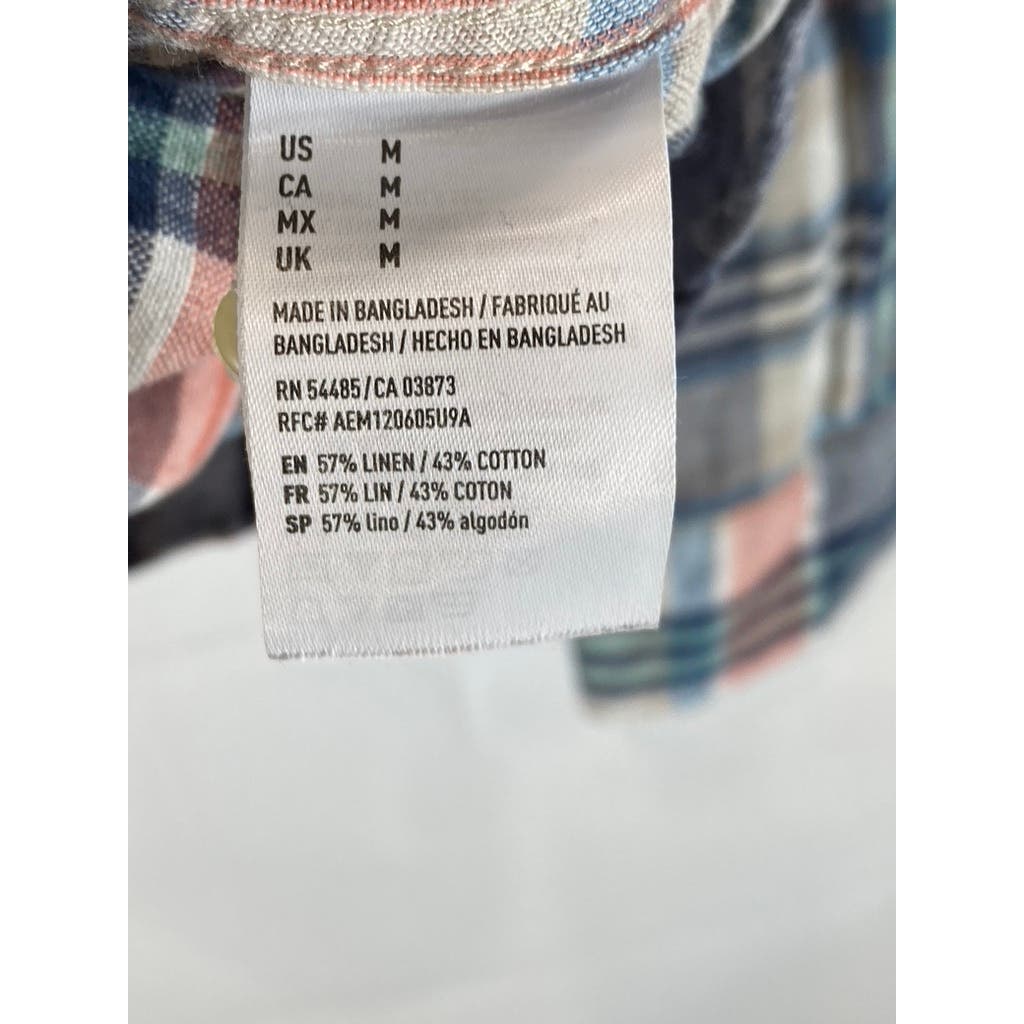 US M
CA M
MX M
UK M
MADE IN BANGLADESH / FABRIQUÉ AU
BANGLADESH / HECHO EN BANGLADESH
RN 54485/CA 03873
RFC# AEM120605U9A
EN 57% LINEN / 43% COTTON
FR 57% LIN / 43% COTON
SP 57% lino / 43% algodón